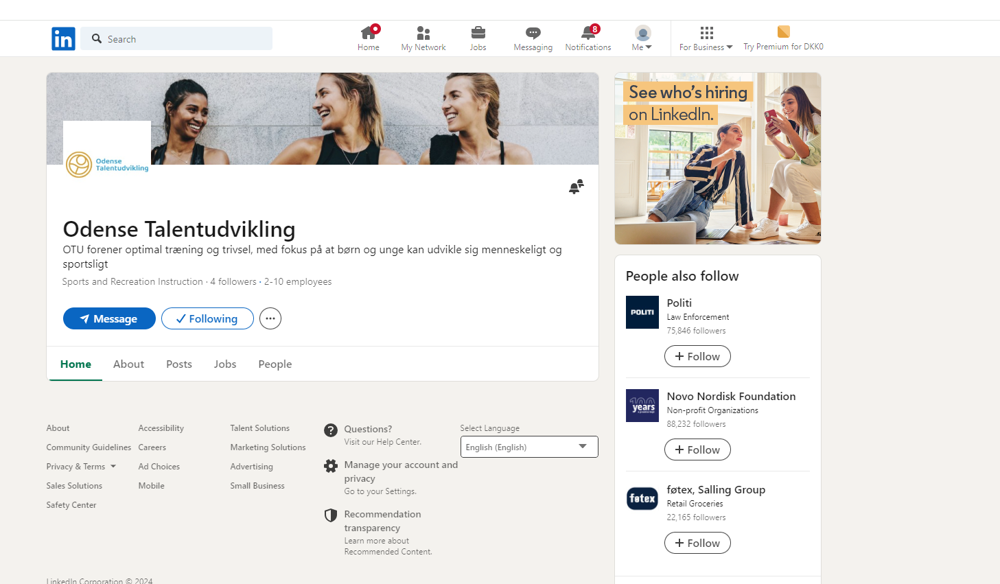 in
Search
Home
My Network
Jobs
Messaging
8
Notifications
Me
For Business
Try Premium for DKK0
Odense
Talentudvikling
Odense Talentudvikling
OTU forener optimal træning og trivsel, med fokus på at børn og unge kan udvikle sig menneskeligt og
sportsligt
Sports and Recreation Instruction · 4 followers · 2-10 employees
Message
Following
Home
About
Posts
Jobs
People
See who's hiring
on LinkedIn.
People also follow
POLITI
Politi
Law Enforcement
75,846 followers
+ Follow
100
years
Novo Nordisk Foundation
Non-profit Organizations
88,232 followers
+ Follow
føtex
føtex, Salling Group
Retail Groceries
22,165 followers
+ Follow
About
Accessibility
Talent Solutions
Community Guidelines
Careers
Marketing Solutions
Privacy & Terms
Ad Choices
Advertising
Sales Solutions
Mobile
Small Business
Safety Center
Questions?
Visit our Help Center.
Manage your account and
privacy
Go to your Settings.
Recommendation
transparency
Learn more about
Recommended Content.
Select Language
English (English)
LinkedIn Corporation © 2024